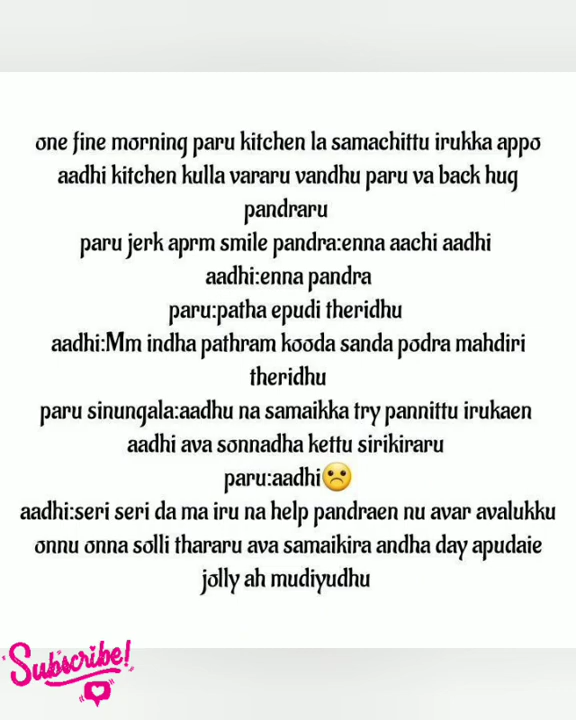 one fine morning paru kitchen la samachittu irukka appo
aadhi kitchen kulla vararu vandhu paru va back hug
pandraru
paru jerk aprm smile pandra:enna aachi aadhi
aadhi:enna pandra
paru:patha epudi theridhu
aadhi:Mm indha pathram kooda sanda podra mahdiri
theridhu
paru sinungala:aadhu na samaikka try pannittu irukaen
aadhi ava sonnadha kettu sirikiraru
paru:aadhi☹️
aadhi:seri seri da ma iru na help pandraen nu avar avalukku
onnu onna solli thararu ava samaikira andha day apudaie
jolly ah mudiyudhu
Subscribe!